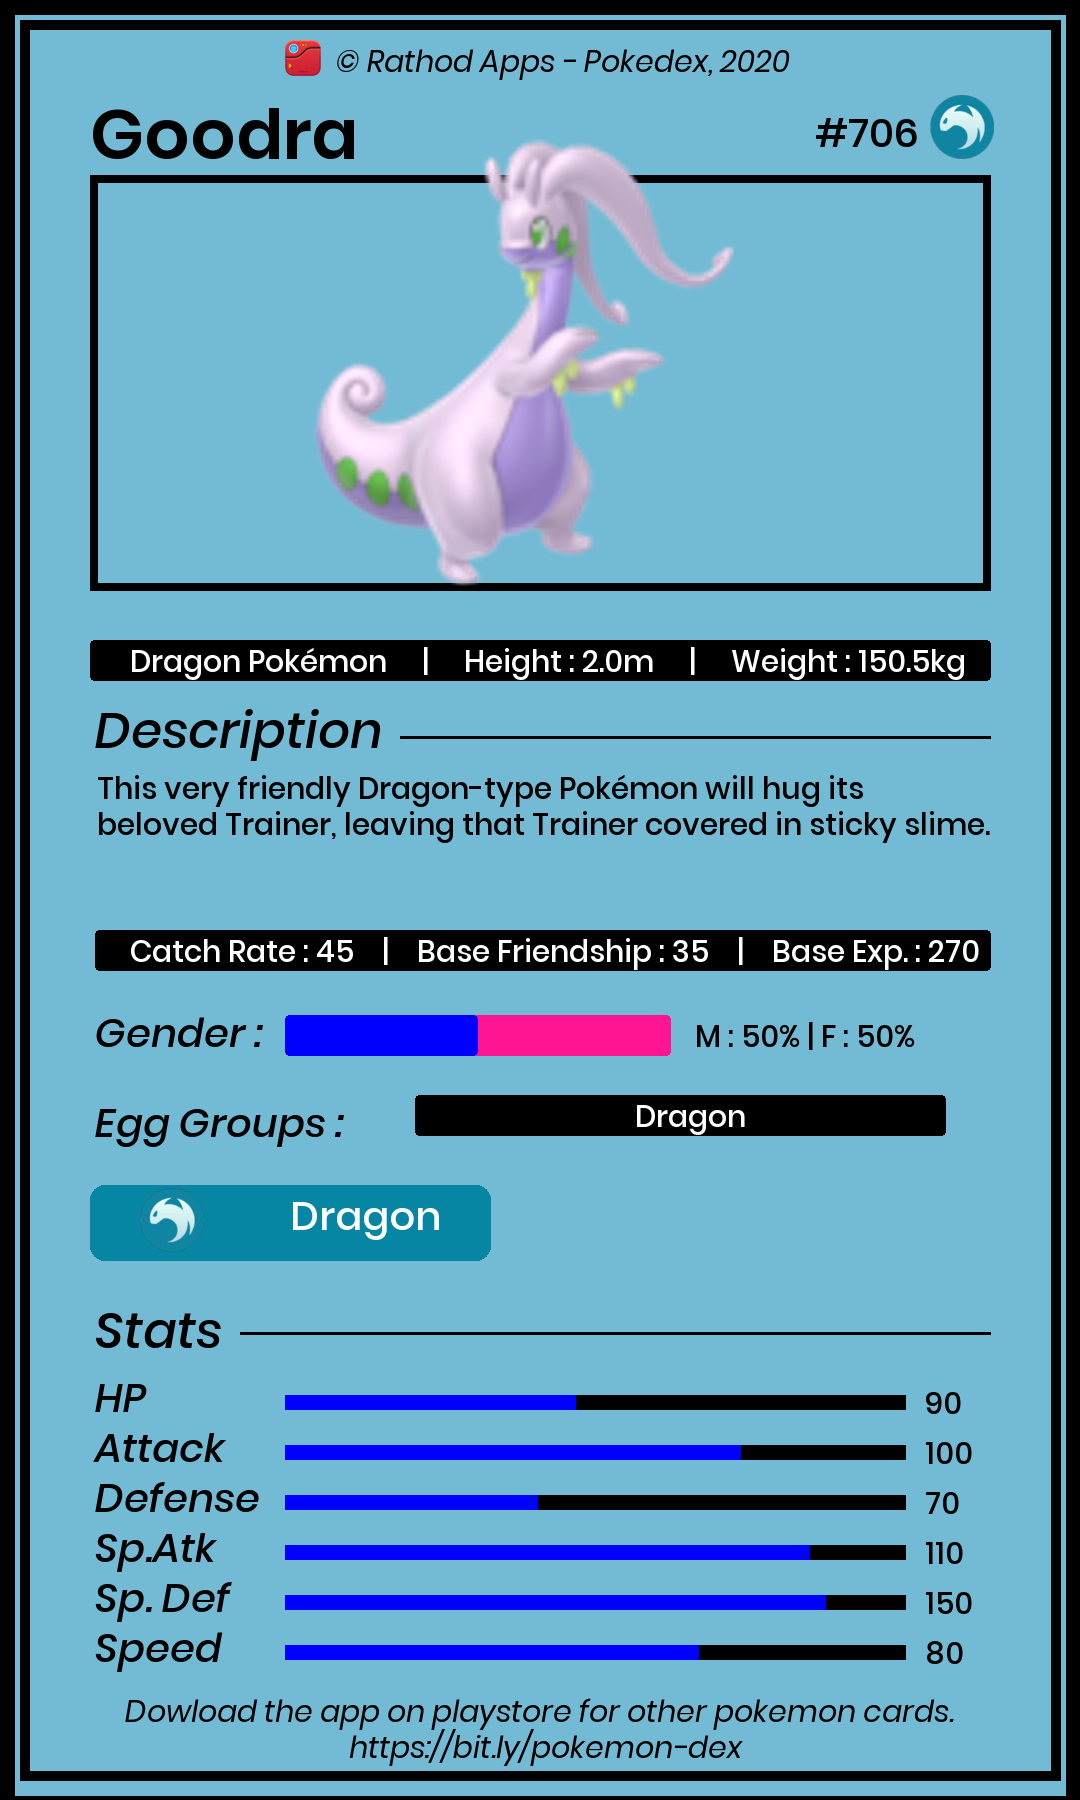 © Rathod Apps - Pokedex, 2020
Goodra
#706
Dragon Pokémon | Height : 2.0m | Weight : 150.5kg
Description
This very friendly Dragon-type Pokémon will hug its
beloved Trainer, leaving that Trainer covered in sticky slime.
Catch Rate : 45 | Base Friendship : 35 | Base Exp. : 270
Gender : M : 50% | F : 50%
Egg Groups : Dragon
Dragon
Stats
HP 90
Attack 100
Defense 70
Sp.Atk 110
Sp. Def 150
Speed 80
Dowload the app on playstore for other pokemon cards.
https://bit.ly/pokemon-dex